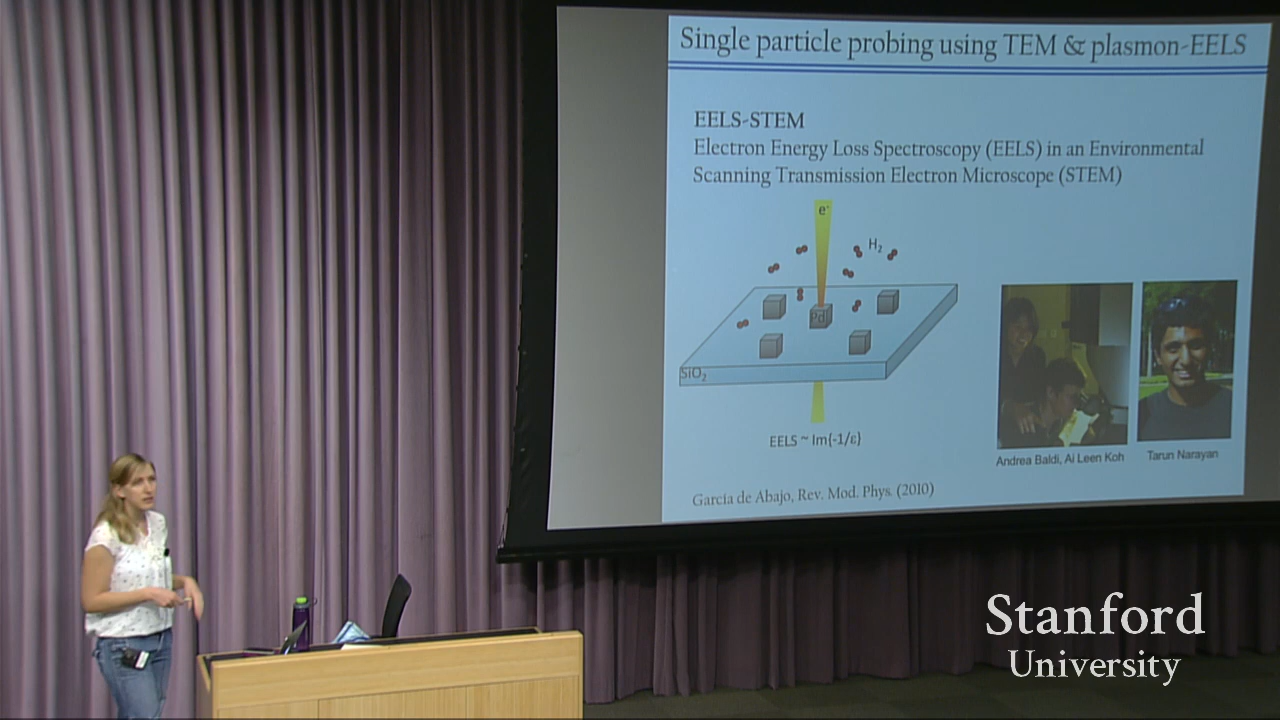 Single particle probing using TEM & plasmon-EELS
EELS-STEM
Electron Energy Loss Spectroscopy (EELS) in an Environmental
Scanning Transmission Electron Microscope (STEM)
e⁻
H₂
Pd
SiO₂
EELS ~ Im{-1/ε}
Andrea Baldi, Ai Leen Koh
Tarun Narayan
García de Abajo, Rev. Mod. Phys. (2010)
Stanford
University